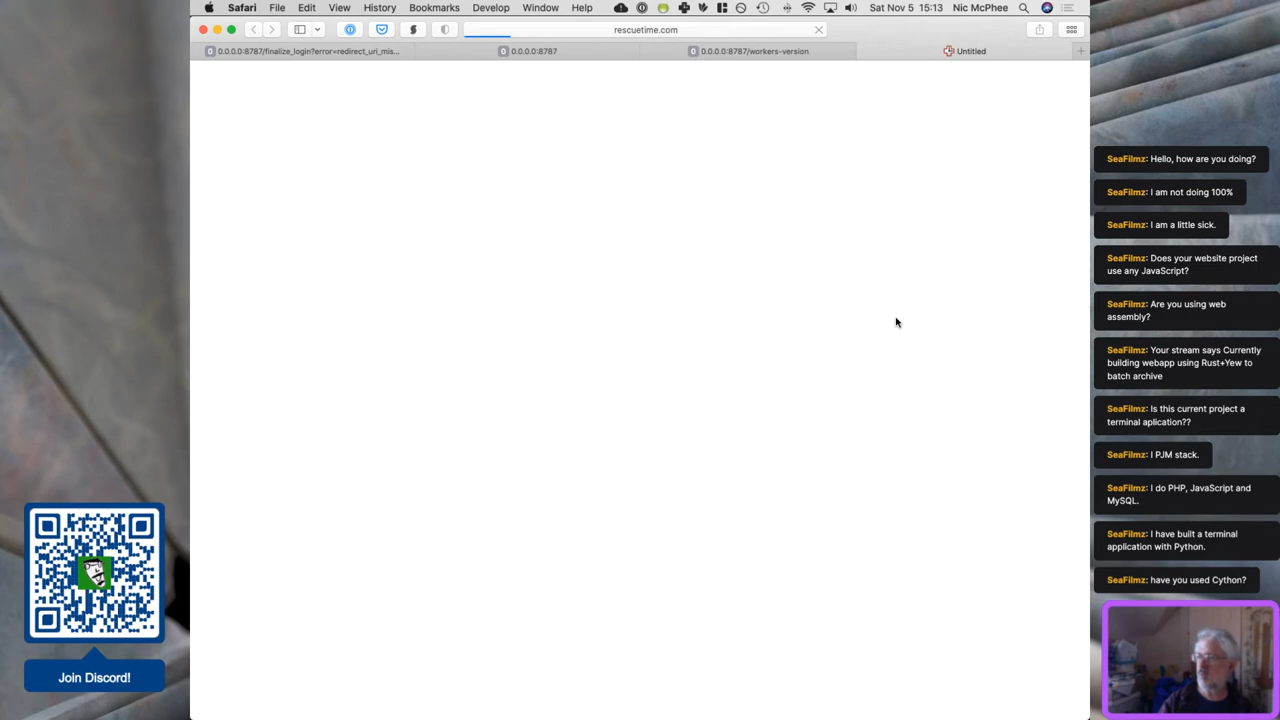 Safari File Edit View History Bookmarks Develop Window Help Sat Nov 5 15:13 Nic McPhee
rescuetime.com
0.0.0.0:8787/finalize_login?error=redirect_uri_mis... 0.0.0.0:8787 0.0.0.0:8787/workers-version Untitled
SeaFilmz: Hello, how are you doing?
SeaFilmz: I am not doing 100%
SeaFilmz: I am a little sick.
SeaFilmz: Does your website project
use any JavaScript?
SeaFilmz: Are you using web
assembly?
SeaFilmz: Your stream says Currently
building webapp using Rust+Yew to
batch archive
SeaFilmz: Is this current project a
terminal aplication??
SeaFilmz: I PJM stack.
SeaFilmz: I do PHP, JavaScript and
MySQL.
SeaFilmz: I have built a terminal
application with Python.
SeaFilmz: have you used Cython?
Join Discord!